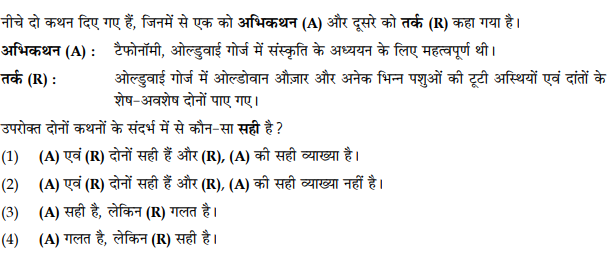 नीचे दो कथन दिए गए हैं, जिनमें से एक को अभिकथन (A) और दूसरे को तर्क (R) कहा गया है।
अभिकथन (A) : टैफोनॉमी, ओल्डुवाई गोर्ज में संस्कृति के अध्ययन के लिए महत्वपूर्ण थी।
तर्क (R) : ओल्डुवाई गोर्ज में ओल्डोवान औज़ार और अनेक भिन्न पशुओं की टूटी अस्थियों एवं दांतों के
शेष-अवशेष दोनों पाए गए।
उपरोक्त दोनों कथनों के संदर्भ में से कौन-सा सही है ?
(1) (A) एवं (R) दोनों सही हैं और (R), (A) की सही व्याख्या है।
(2) (A) एवं (R) दोनों सही हैं और (R), (A) की सही व्याख्या नहीं है।
(3) (A) सही है, लेकिन (R) गलत है।
(4) (A) गलत है, लेकिन (R) सही है।